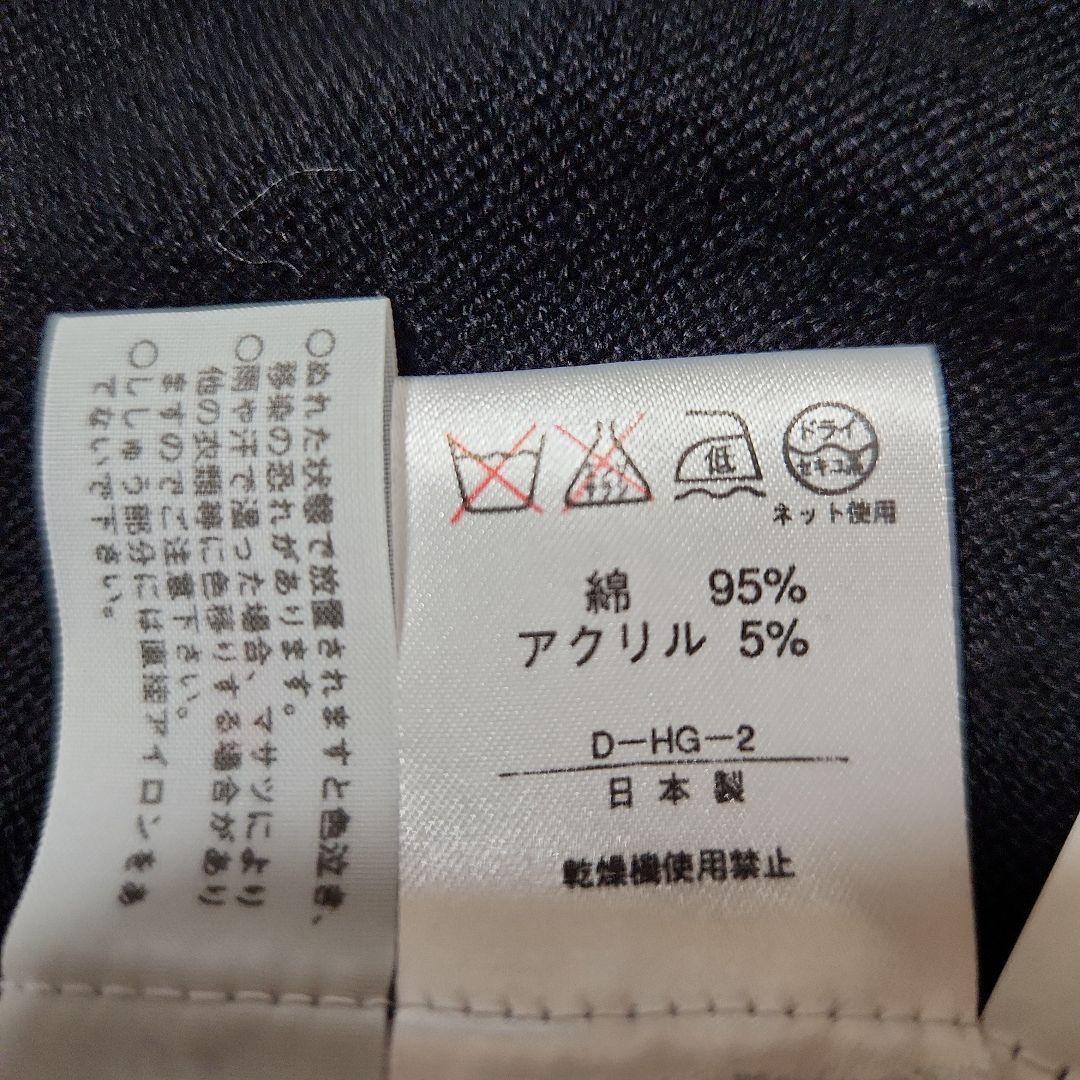 ○ぬれた状態で放置されますと色泣き、
移染の恐れがあります。
○雨や汗で湿った場合、マサツにより
他の衣類等に色移りする場合があり
ますのでご注意下さい。
○ししゅう部分には直接アイロンをあ
てないで下さい。
低
ドライ
セキユ系
ネット使用
綿 95%
アクリル 5%
D-HG-2
日本製
乾燥機使用禁止